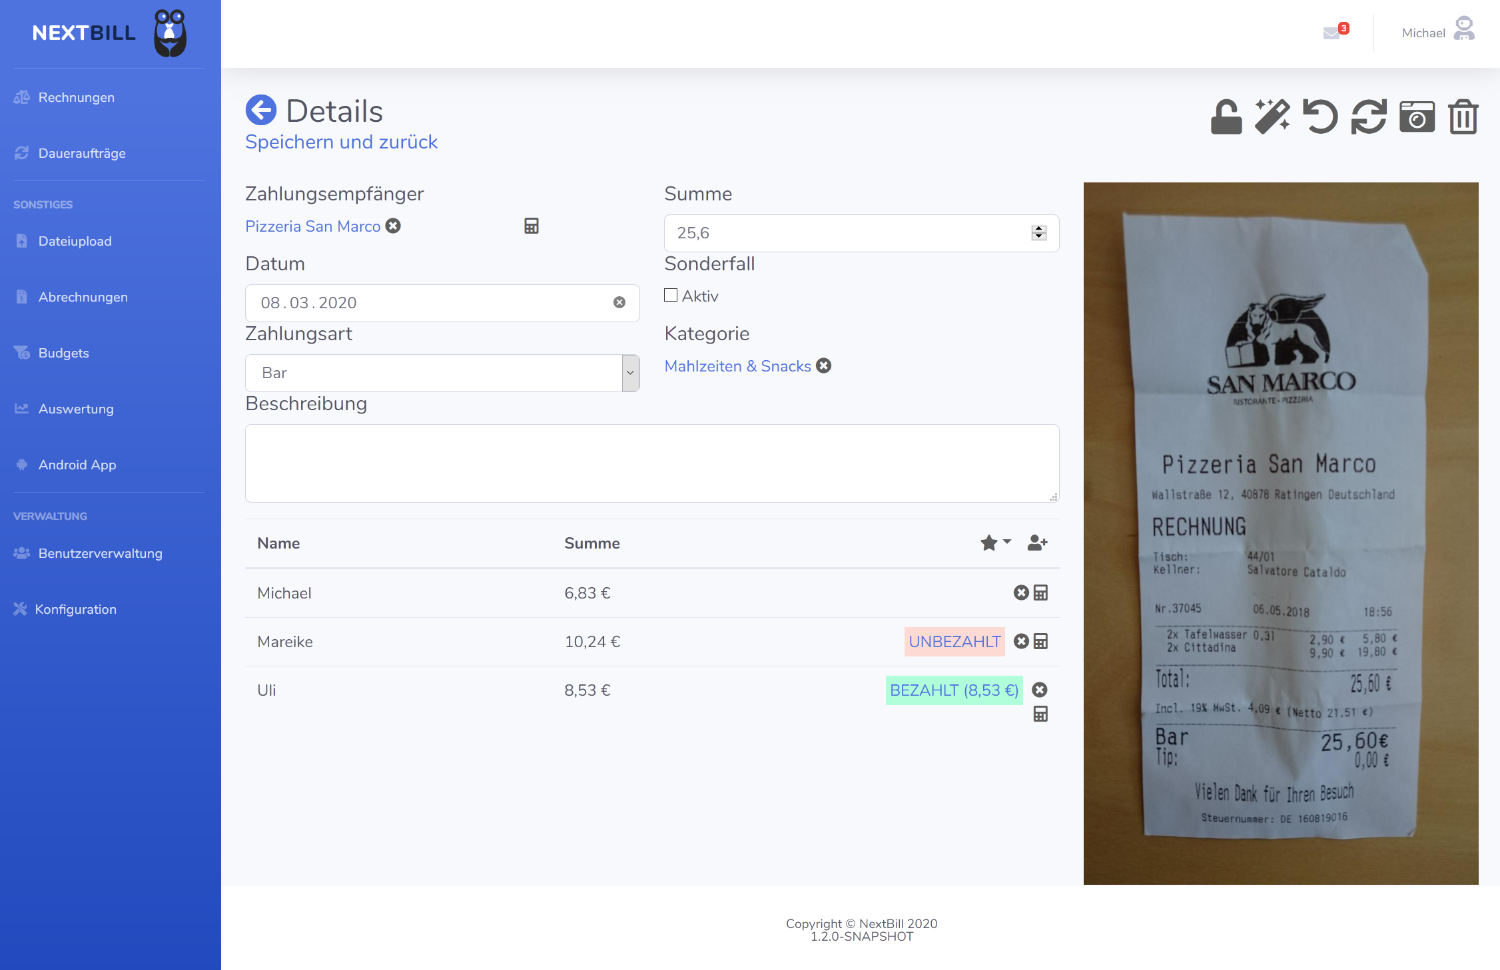 NEXTBILL
Rechnungen
Daueraufträge
SONSTIGES
Dateiupload
Abrechnungen
Budgets
Auswertung
Android App
VERWALTUNG
Benutzerverwaltung
Konfiguration
3
Michael
Details
Speichern und zurück
Zahlungsempfänger
Pizzeria San Marco
Summe
25,6
Datum
08.03.2020
Sonderfall
Aktiv
Zahlungsart
Bar
Kategorie
Mahlzeiten & Snacks
Beschreibung
Name Summe
Michael 6,83 €
Mareike 10,24 € UNBEZAHLT
Uli 8,53 € BEZAHLT (8,53 €)
SAN MARCO
RISTORANTE • PIZZERIA
Pizzeria San Marco
Wallstraße 12, 40878 Ratingen Deutschland
RECHNUNG
Tisch: 44/01
Kellner: Salvatore Cataldo
Nr.37045 06.05.2018 18:56
2x Tafelwasser 0,3l 2,90 € 5,80 €
2x Cittadina 9,90 € 19,80 €
Total: 25,60 €
Incl. 19% MwSt. 4,09 € (Netto 21,51 €)
Bar 25,60€
Tip: 0,00 €
Vielen Dank für Ihren Besuch
Steuernummer: DE 160819016
Copyright © NextBill 2020
1.2.0-SNAPSHOT